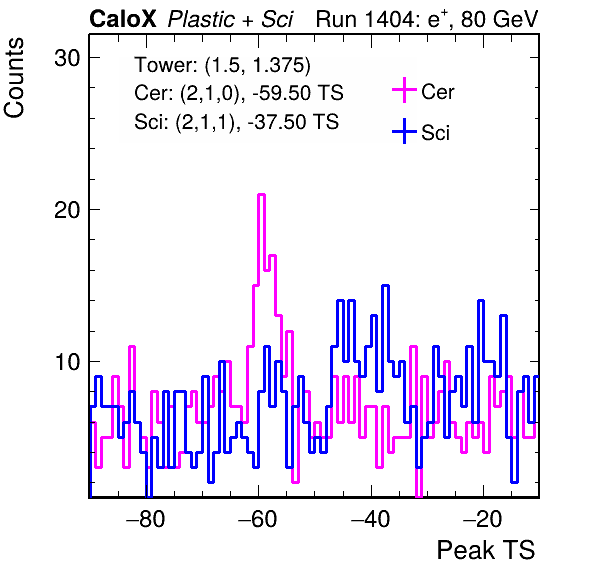 CaloX Plastic + Sci Run 1404: e⁺, 80 GeV
Counts
30
Tower: (1.5, 1.375)
Cer: (2,1,0), -59.50 TS
Sci: (2,1,1), -37.50 TS
Cer
Sci
20
10
−80 −60 −40 −20
Peak TS